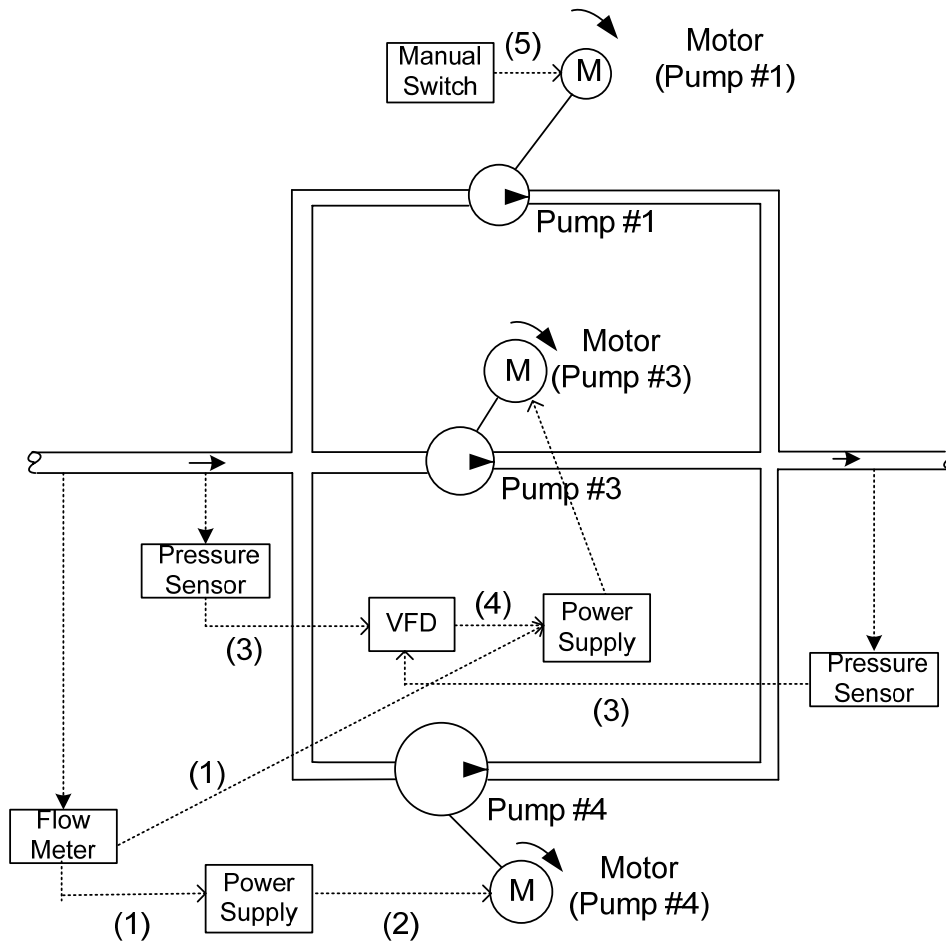 (5)
Motor
(Pump #1)
Manual
Switch
M
Pump #1
Motor
(Pump #3)
M
Pump #3
Pressure
Sensor
VFD
(4)
Power
Supply
(3)
Pressure
Sensor
(3)
(1)
Pump #4
Flow
Meter
Motor
(Pump #4)
Power
Supply
M
(1)
(2)